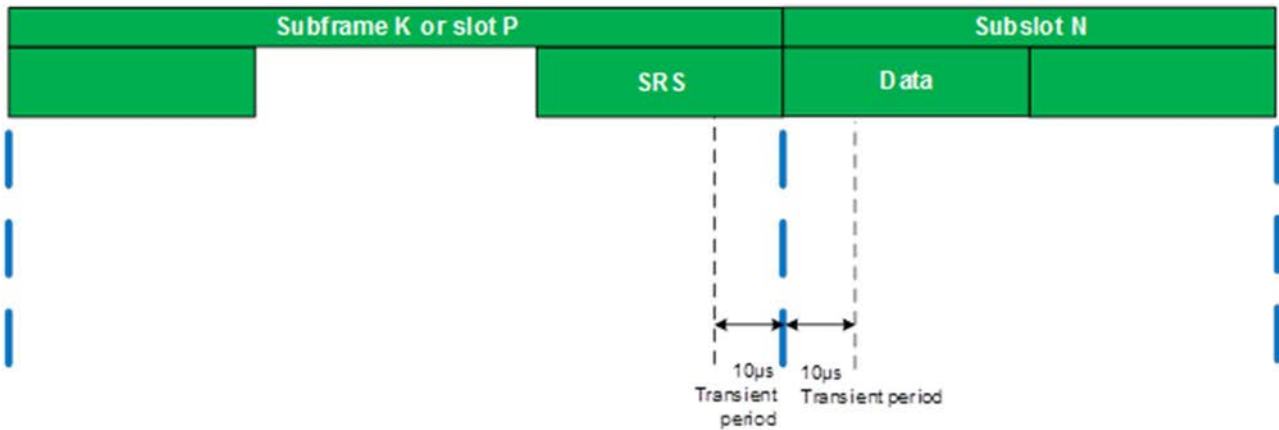 Subframe K or slot P
Subslot N
SRS
Data
10µs
Transient
period
10µs
Transient period